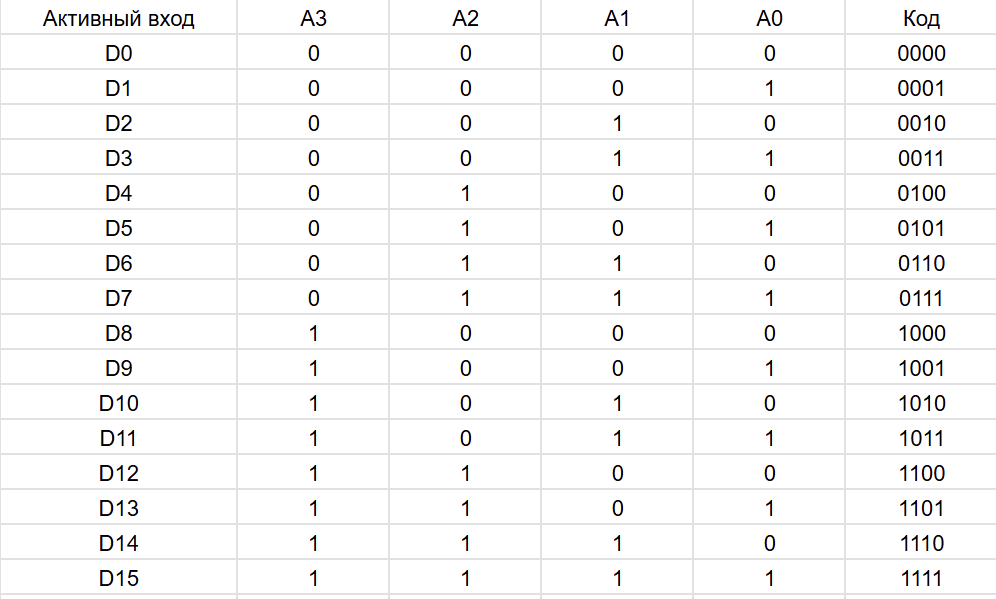 Активный вход A3 A2 A1 A0 Код
D0 0 0 0 0 0000
D1 0 0 0 1 0001
D2 0 0 1 0 0010
D3 0 0 1 1 0011
D4 0 1 0 0 0100
D5 0 1 0 1 0101
D6 0 1 1 0 0110
D7 0 1 1 1 0111
D8 1 0 0 0 1000
D9 1 0 0 1 1001
D10 1 0 1 0 1010
D11 1 0 1 1 1011
D12 1 1 0 0 1100
D13 1 1 0 1 1101
D14 1 1 1 0 1110
D15 1 1 1 1 1111